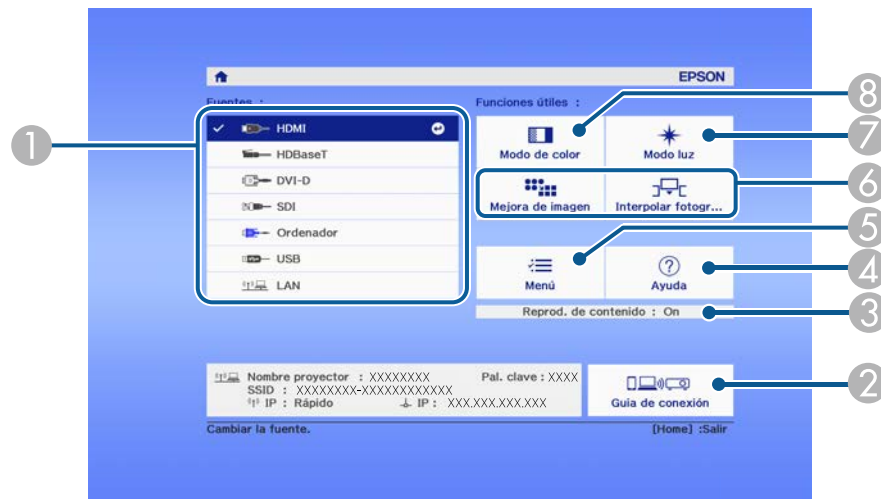 EPSON
Fuentes :
HDMI
HDBaseT
DVI-D
SDI
Ordenador
USB
LAN
Funciones útiles :
Modo de color
Modo luz
Mejora de imagen
Interpolar fotogr...
Menú
Ayuda
Reprod. de contenido : On
Nombre proyector : XXXXXXXX Pal. clave : XXXX
SSID : XXXXXXXX-XXXXXXXXXXXX
IP : Rápido IP : XXX.XXX.XXX.XXX
Guia de conexión
Cambiar la fuente. [Home] :Salir
1
8
7
6
5
4
3
2